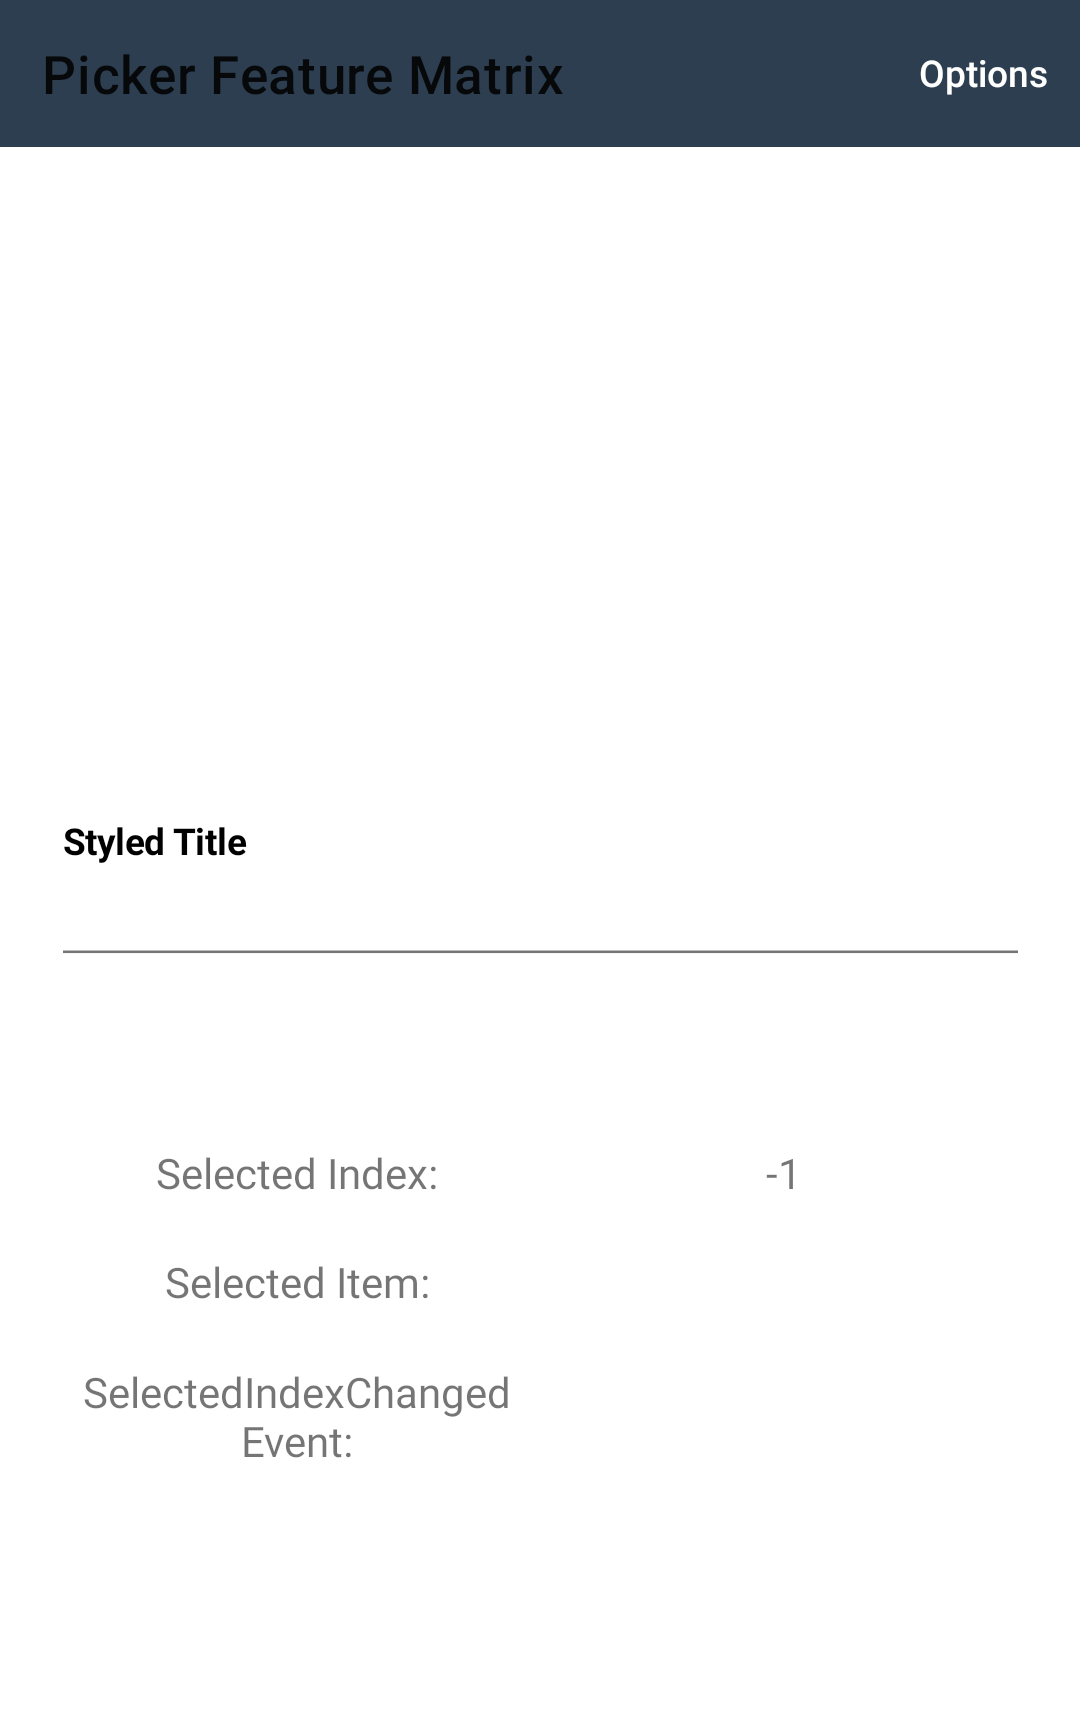 Picker Feature Matrix Options
Styled Title
Selected Index: -1
Selected Item:
SelectedIndexChanged
Event: